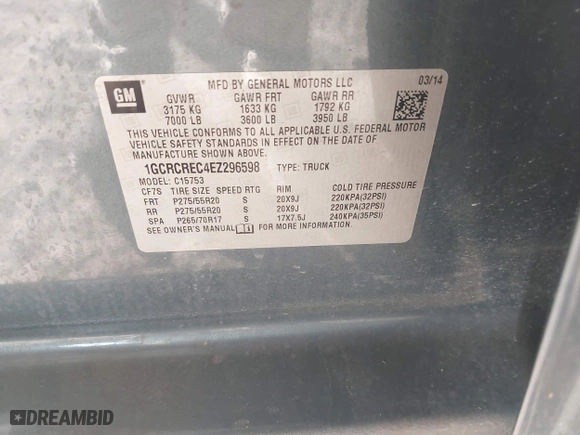 GM
MFD BY GENERAL MOTORS LLC 03/14
GVWR GAWR FRT GAWR RR
3175 KG 1633 KG 1792 KG
7000 LB 3600 LB 3950 LB
THIS VEHICLE CONFORMS TO ALL APPLICABLE U.S. FEDERAL MOTOR
VEHICLE SAFETY STANDARDS IN EFFECT ON THE DATE OF
MANUFACTURE SHOWN ABOVE.
1GCRCREC4EZ296598 TYPE: TRUCK
MODEL: C15753
CF7S TIRE SIZE SPEED RTG RIM COLD TIRE PRESSURE
FRT P275/55R20 S 20X9J 220KPA(32PSI)
RR P275/55R20 S 20X9J 220KPA(32PSI)
SPA P265/70R17 S 17X7.5J 240KPA(35PSI)
SEE OWNER'S MANUAL FOR MORE INFORMATION.
DREAMBID